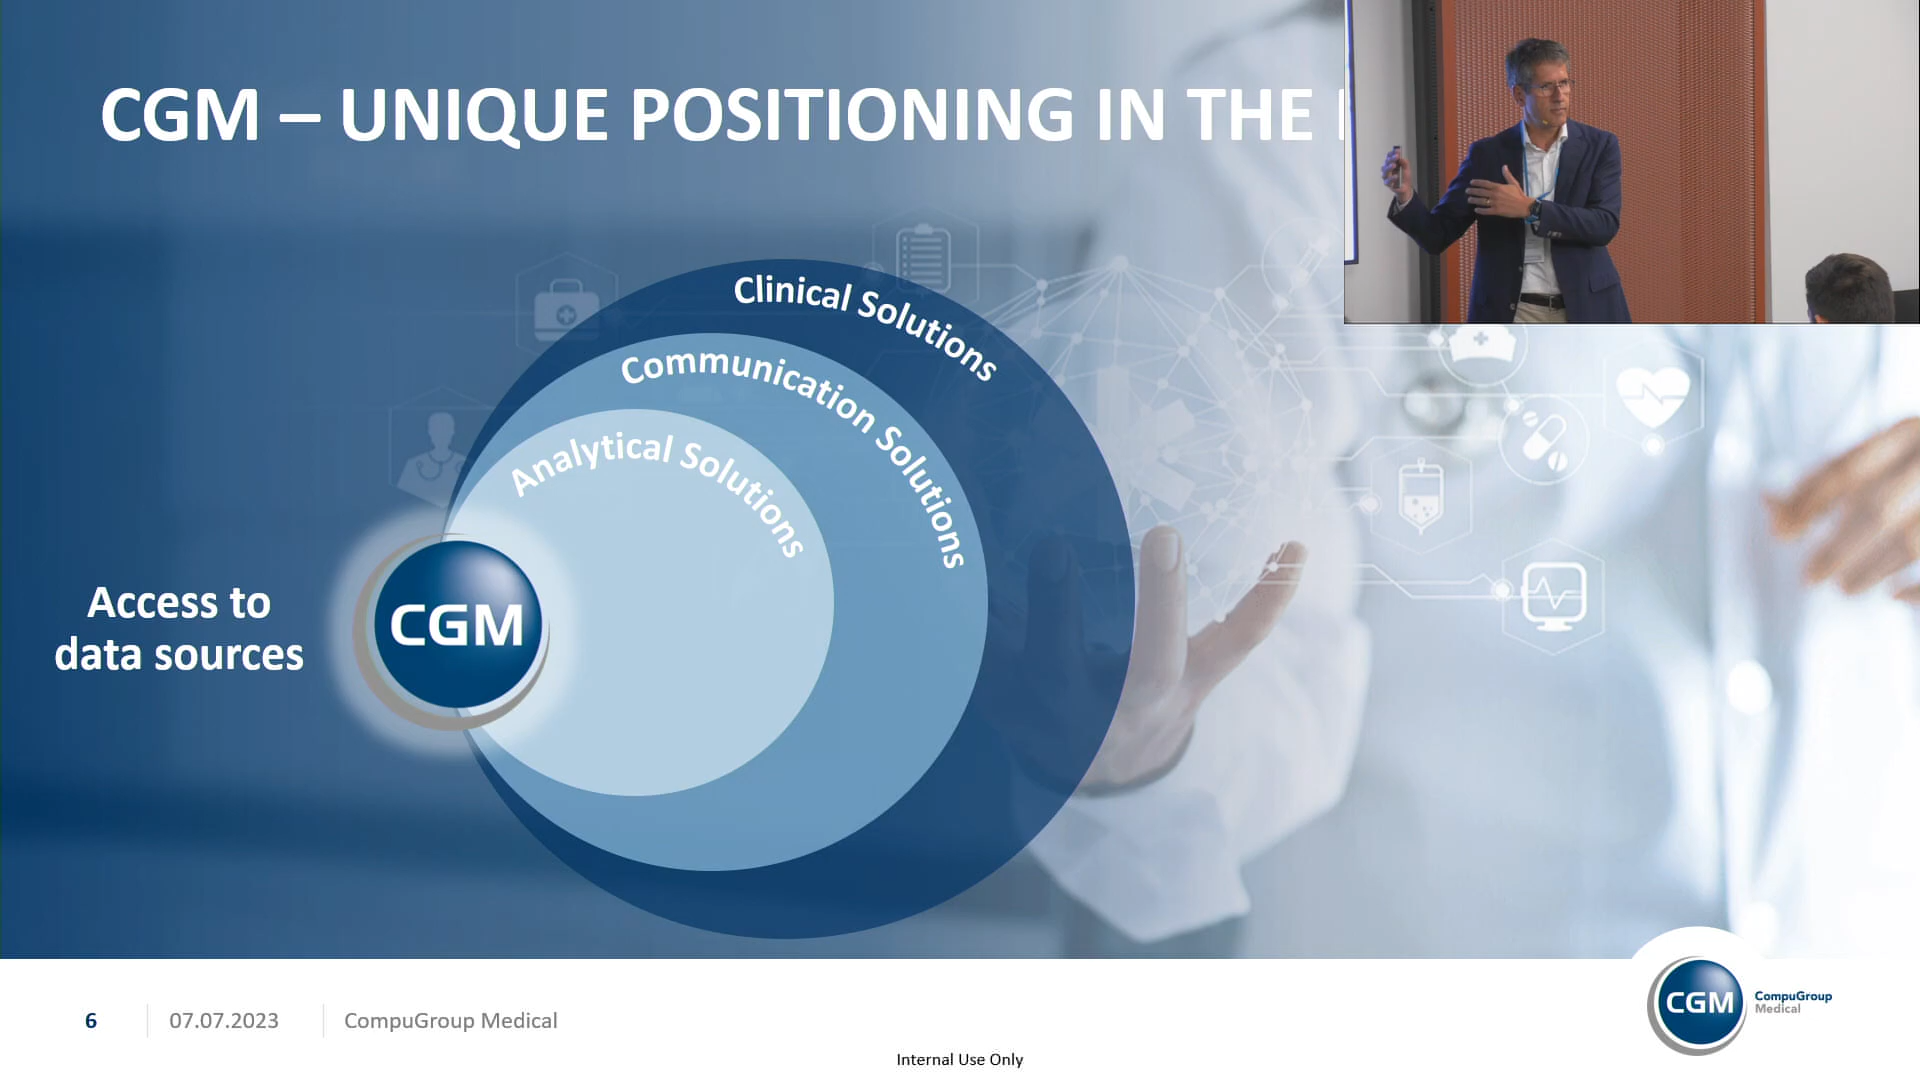 CGM – UNIQUE POSITIONING IN THE
Clinical Solutions
Communication Solutions
Analytical Solutions
Access to
data sources
CGM
6
07.07.2023
CompuGroup Medical
CGM
CompuGroup
Medical
Internal Use Only